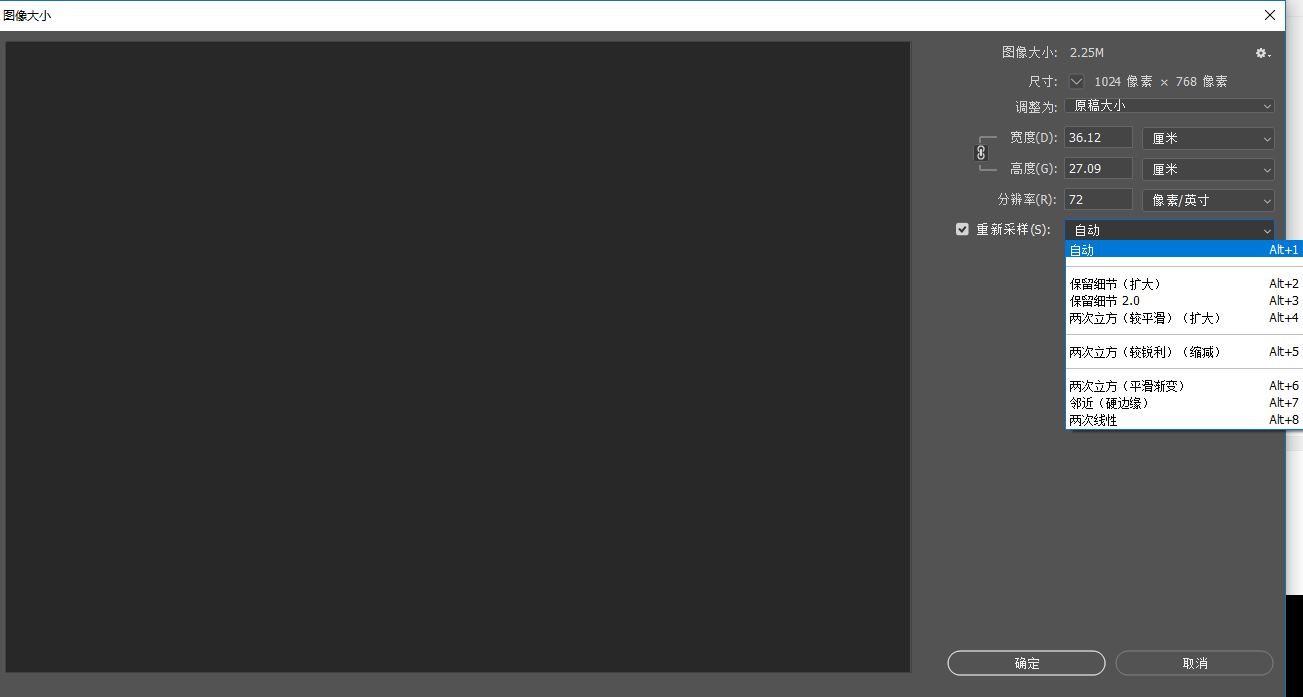 图像大小
图像大小: 2.25M
尺寸: 1024 像素 × 768 像素
调整为: 原稿大小
宽度(D): 36.12 厘米
高度(G): 27.09 厘米
分辨率(R): 72 像素/英寸
重新采样(S): 自动
自动 Alt+1
保留细节（扩大） Alt+2
保留细节 2.0 Alt+3
两次立方（较平滑）（扩大） Alt+4
两次立方（较锐利）（缩减） Alt+5
两次立方（平滑渐变） Alt+6
邻近（硬边缘） Alt+7
两次线性 Alt+8
确定 取消